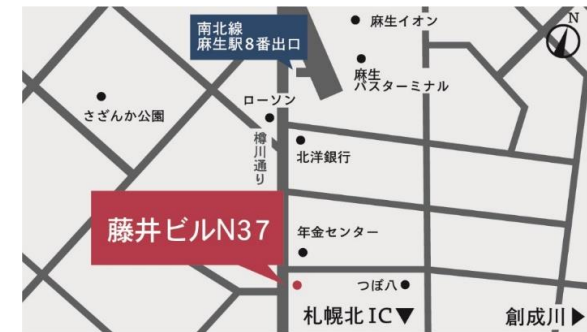 南北線
麻生駅8番出口
麻生イオン
N
麻生
バスターミナル
さざんか公園
ローソン
樽川通り
北洋銀行
藤井ビルN37
年金センター
つぼ八
札幌北IC▼
創成川▶